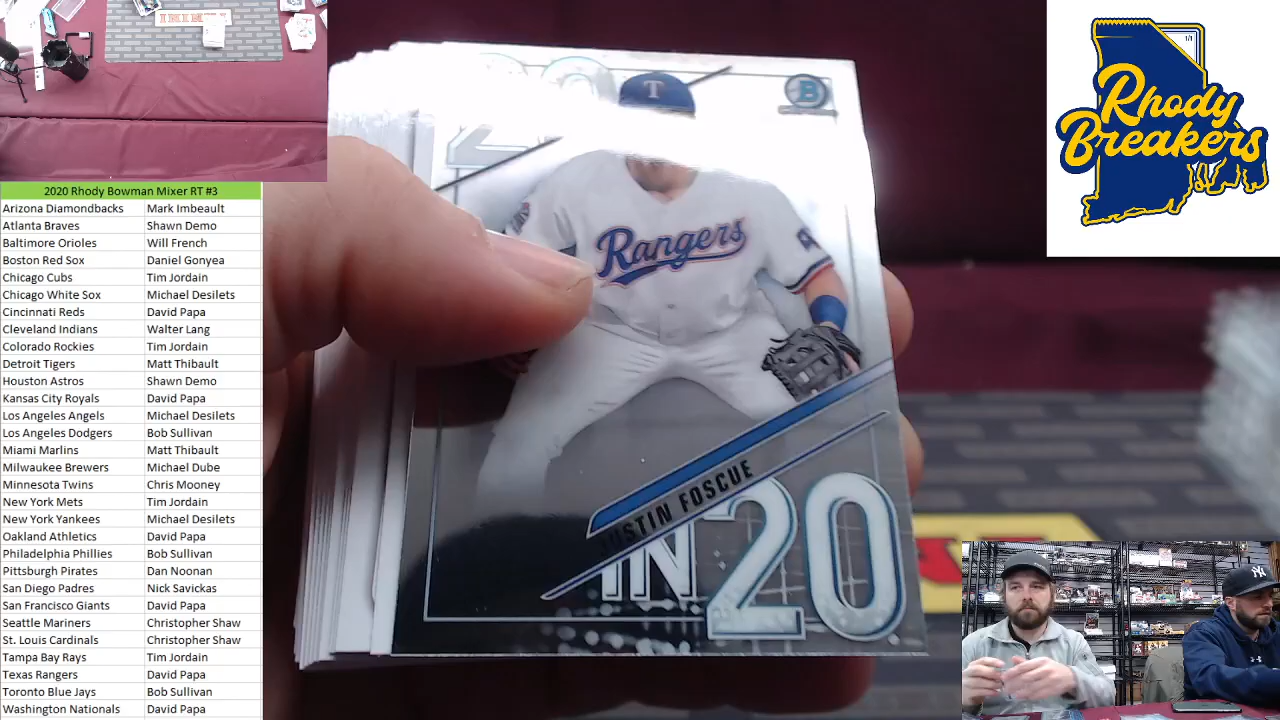 2020 Rhody Bowman Mixer RT #3
Arizona Diamondbacks Mark Imbeault
Atlanta Braves Shawn Demo
Baltimore Orioles Will French
Boston Red Sox Daniel Gonyea
Chicago Cubs Tim Jordain
Chicago White Sox Michael Desilets
Cincinnati Reds David Papa
Cleveland Indians Walter Lang
Colorado Rockies Tim Jordain
Detroit Tigers Matt Thibault
Houston Astros Shawn Demo
Kansas City Royals David Papa
Los Angeles Angels Michael Desilets
Los Angeles Dodgers Bob Sullivan
Miami Marlins Matt Thibault
Milwaukee Brewers Michael Dube
Minnesota Twins Chris Mooney
New York Mets Tim Jordain
New York Yankees Michael Desilets
Oakland Athletics David Papa
Philadelphia Phillies Bob Sullivan
Pittsburgh Pirates Dan Noonan
San Diego Padres Nick Savickas
San Francisco Giants David Papa
Seattle Mariners Christopher Shaw
St. Louis Cardinals Christopher Shaw
Tampa Bay Rays Tim Jordain
Texas Rangers David Papa
Toronto Blue Jays Bob Sullivan
Washington Nationals David Papa
T
B
Rangers
JUSTIN FOSCUE
IN 20
1/1
Rhody
Breakers
NY